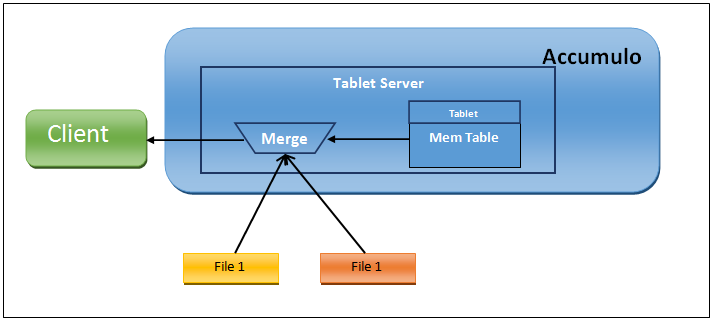 Accumulo
Tablet Server
Tablet
Client
Merge
Mem Table
File 1
File 1